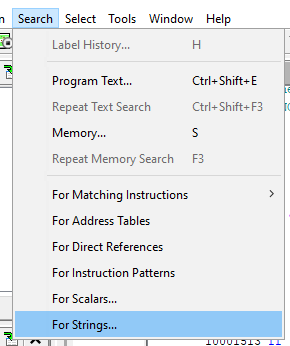 Search Select Tools Window Help
Label History... H
Program Text... Ctrl+Shift+E
Repeat Text Search Ctrl+Shift+F3
Memory... S
Repeat Memory Search F3
For Matching Instructions
For Address Tables
For Direct References
For Instruction Patterns
For Scalars...
For Strings...